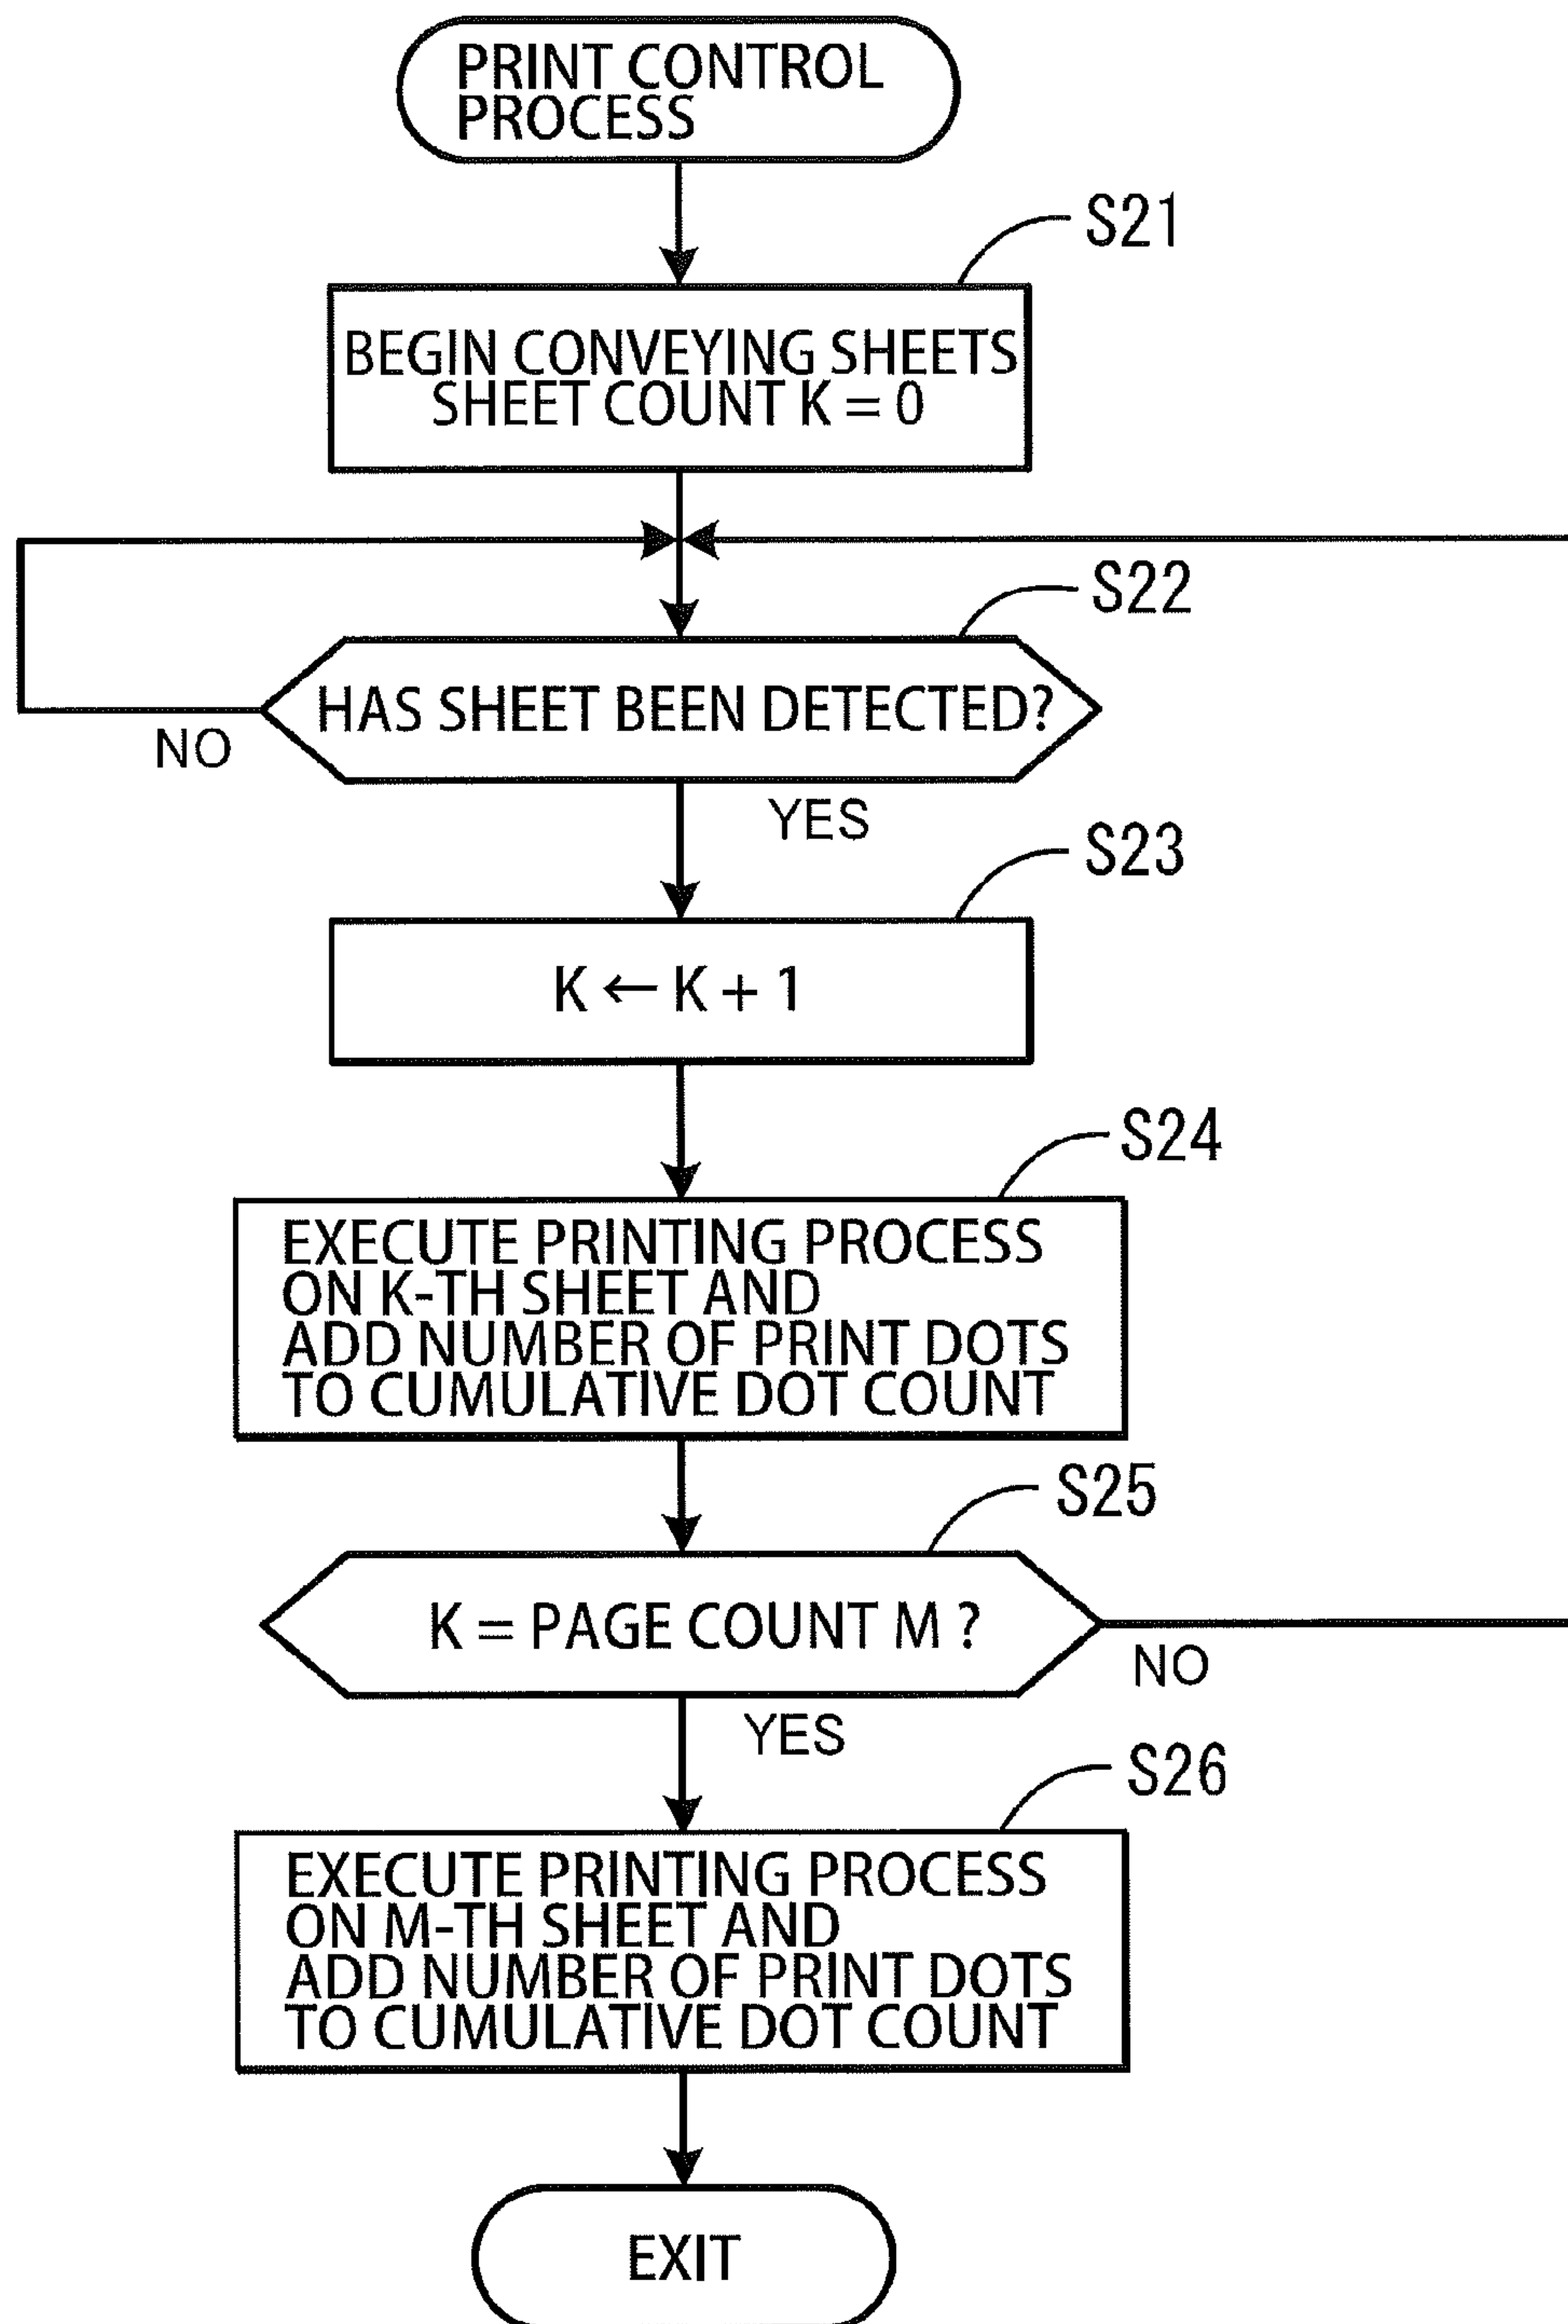 PRINT CONTROL
PROCESS
S21
BEGIN CONVEYING SHEETS
SHEET COUNT K = 0
S22
HAS SHEET BEEN DETECTED?
NO
YES
S23
K ← K + 1
S24
EXECUTE PRINTING PROCESS
ON K-TH SHEET AND
ADD NUMBER OF PRINT DOTS
TO CUMULATIVE DOT COUNT
S25
K = PAGE COUNT M ?
NO
YES
S26
EXECUTE PRINTING PROCESS
ON M-TH SHEET AND
ADD NUMBER OF PRINT DOTS
TO CUMULATIVE DOT COUNT
EXIT